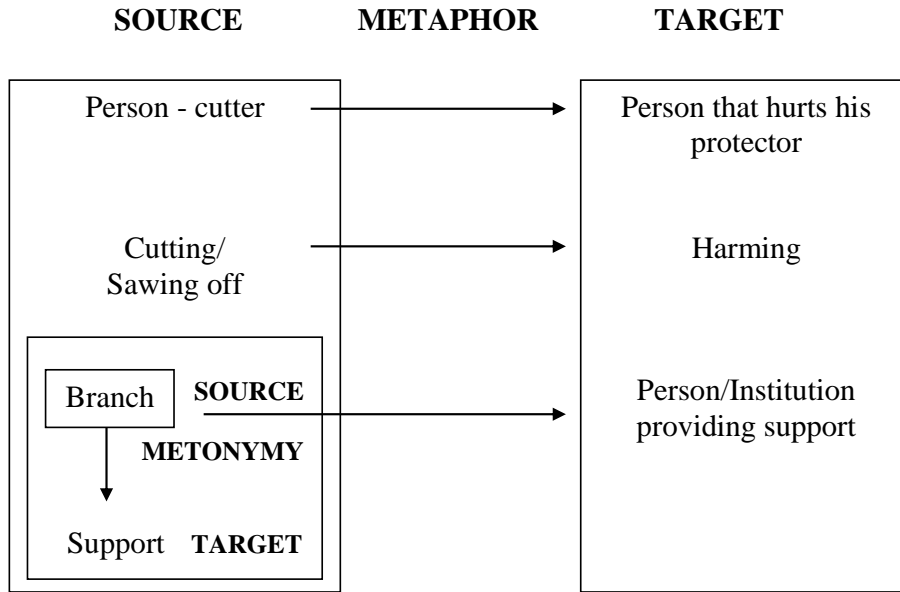 SOURCE METAPHOR TARGET
Person - cutter
Person that hurts his
protector
Cutting/
Sawing off
Harming
Branch
SOURCE
METONYMY
Support
TARGET
Person/Institution
providing support